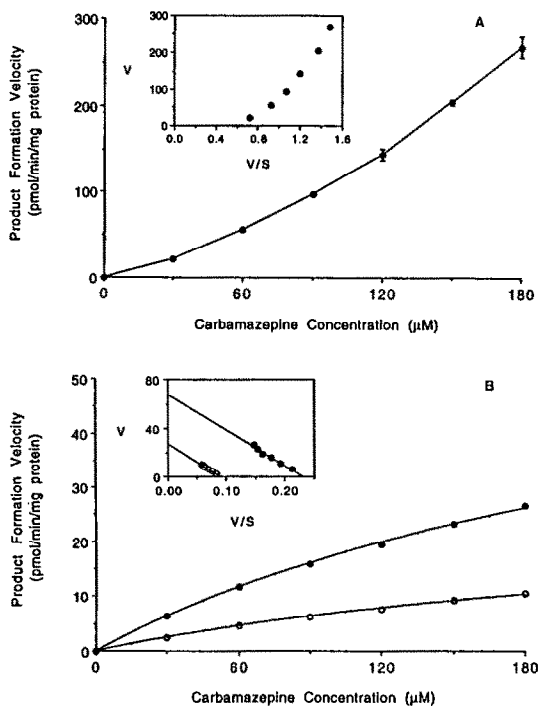 A
300
200
100
0
Product Formation Velocity
(pmol/min/mg protein)
300
200
100
0
V
0.0 0.4 0.8 1.2 1.6
V/S
0 60 120 180
Carbamazepine Concentration (μM)
B
50
40
30
20
10
0
Product Formation Velocity
(pmol/min/mg protein)
80
40
0
V
0.00 0.10 0.20
V/S
0 60 120 180
Carbamazepine Concentration (μM)